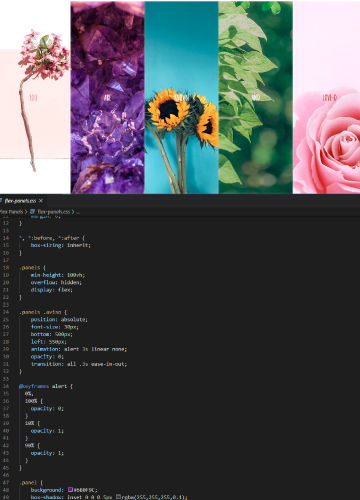 YOU
ARE
AND
LOVE-D
flex-panels.css ×
Flex Panels > flex-panels.css > ...
12 }
13
14 *, *:before, *:after {
15 box-sizing: inherit;
16 }
17
18 .panels {
19 min-height: 100vh;
20 overflow: hidden;
21 display: flex;
22 }
23
24 .panels .aviso {
25 position: absolute;
26 font-size: 30px;
27 bottom: 500px;
28 left: 550px;
29 animation: alert 3s linear none;
30 opacity: 0;
31 transition: all .3s ease-in-out;
32 }
33
34 @keyframes alert {
35 0%,
36 100% {
37 opacity: 0;
38 }
39 10% {
40 opacity: 1;
41 }
42 90% {
43 opacity: 1;
44 }
45 }
46
47 .panel {
48 background: #6B0F9C;
49 box-shadow: inset 0 0 0 5px rgba(255,255,255,0.1);